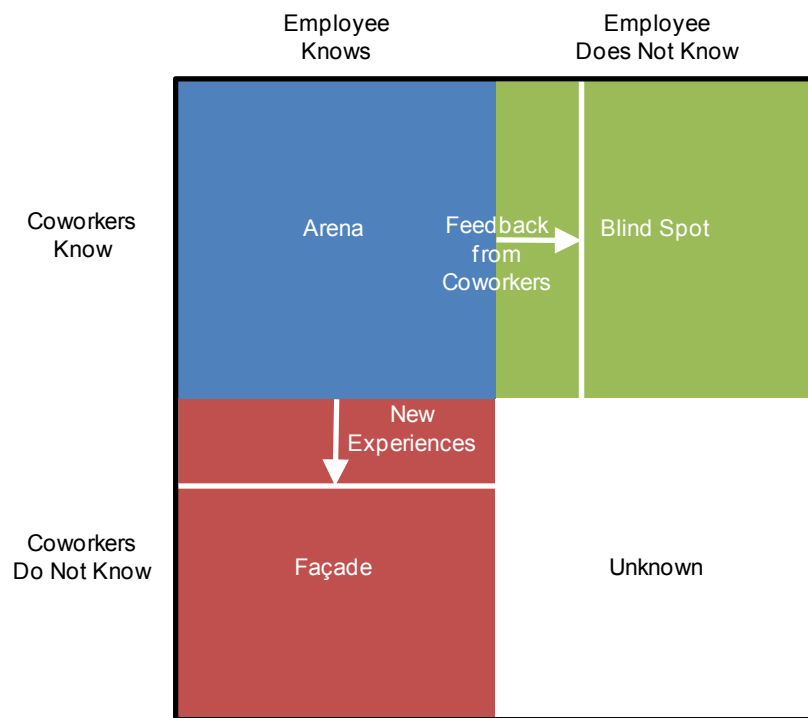 Employee
Knows
Employee
Does Not Know
Coworkers
Know
Arena
Feedback
from
Coworkers
Blind Spot
New
Experiences
Coworkers
Do Not Know
Façade
Unknown